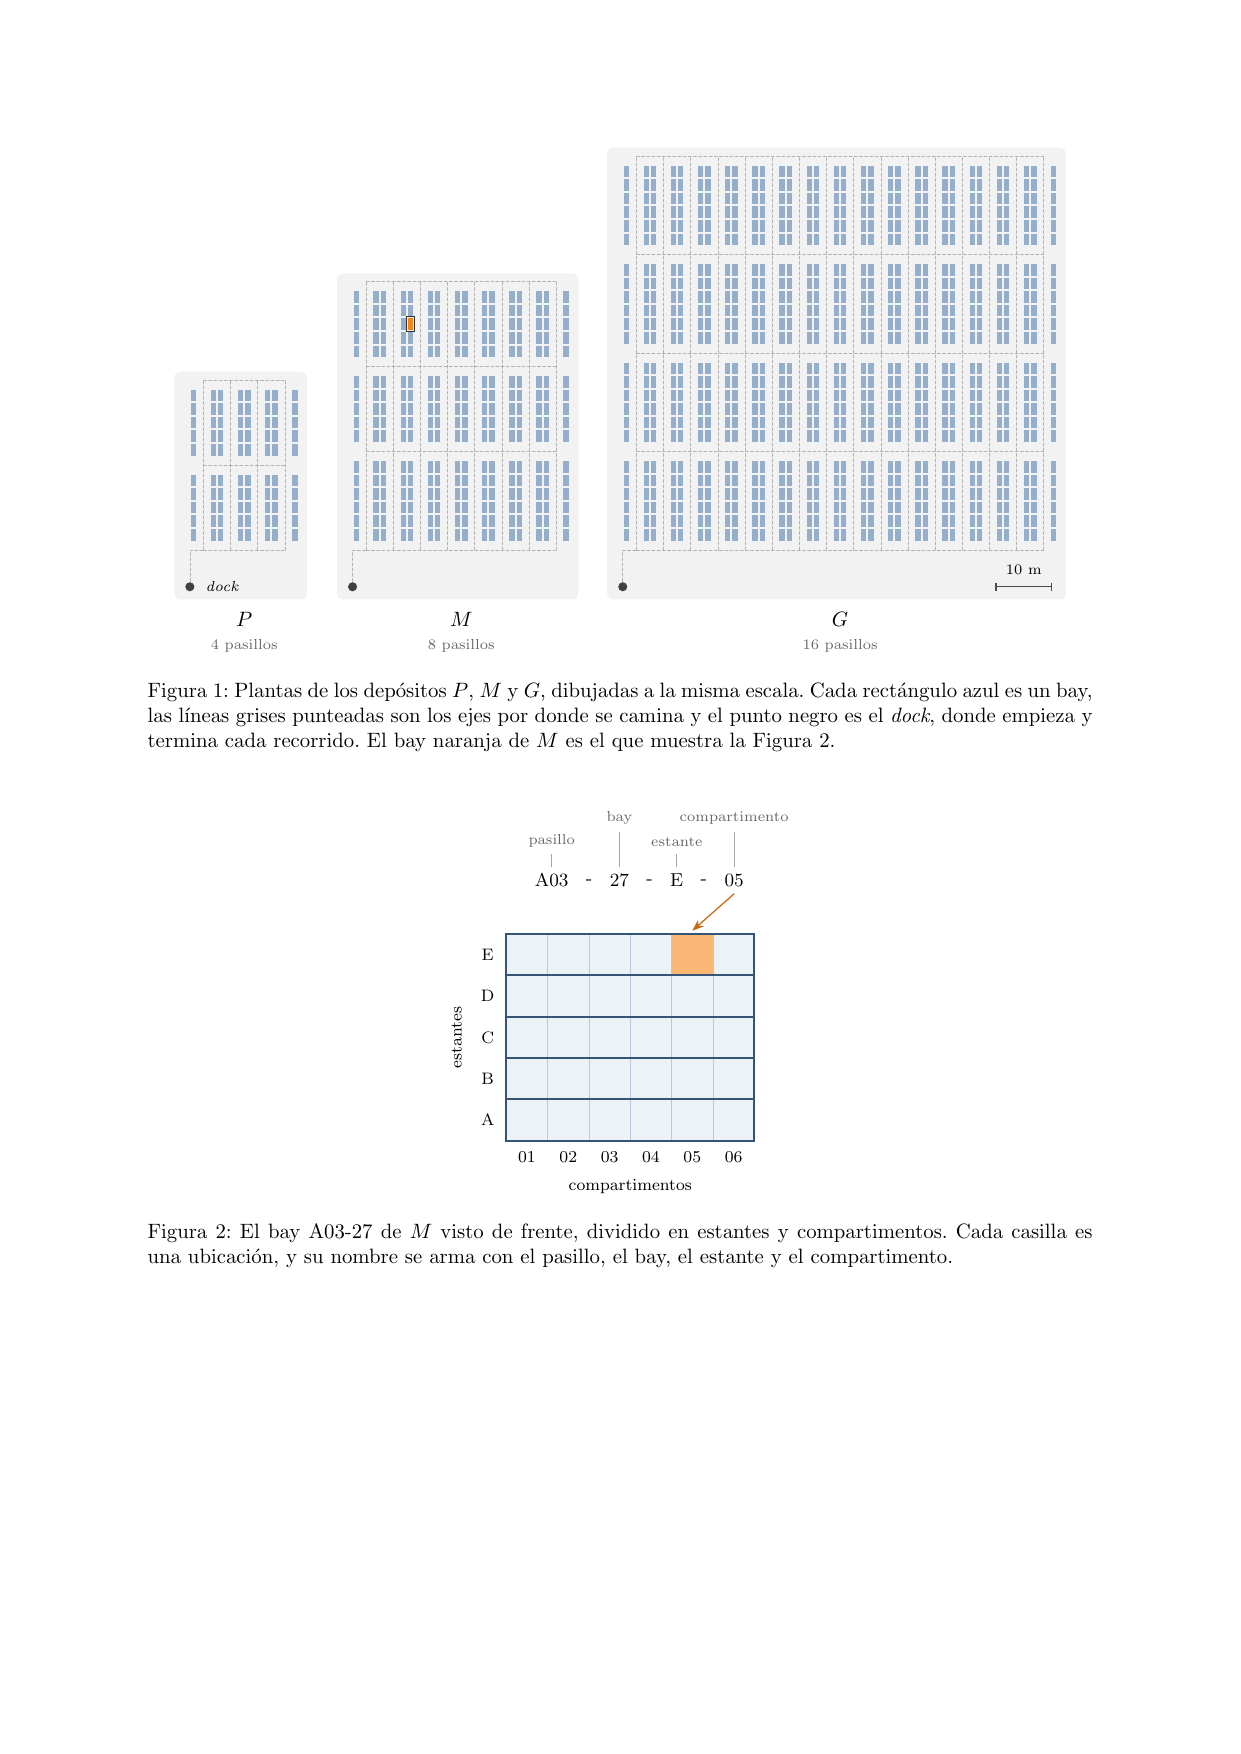 10 m
dock
P
M
G
4 pasillos
8 pasillos
16 pasillos
Figura 1: Plantas de los depósitos P, M y G, dibujadas a la misma escala. Cada rectángulo azul es un bay,
las líneas grises punteadas son los ejes por donde se camina y el punto negro es el dock, donde empieza y
termina cada recorrido. El bay naranja de M es el que muestra la Figura 2.
bay
compartimento
pasillo
estante
A03 - 27 - E - 05
E
D
C
B
A
estantes
01 02 03 04 05 06
compartimentos
Figura 2: El bay A03-27 de M visto de frente, dividido en estantes y compartimentos. Cada casilla es
una ubicación, y su nombre se arma con el pasillo, el bay, el estante y el compartimento.